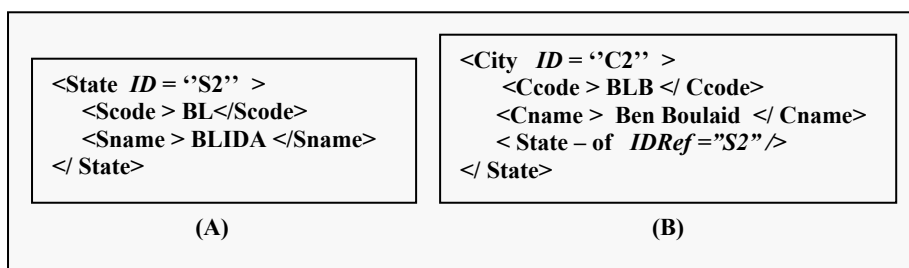 <State ID = ‘’S2’’ >
<Scode > BL</Scode>
<Sname > BLIDA </Sname>
</ State>
(A)
<City ID = ‘’C2’’ >
<Ccode > BLB </ Ccode>
<Cname > Ben Boulaid </ Cname>
< State – of IDRef =”S2” />
</ State>
(B)